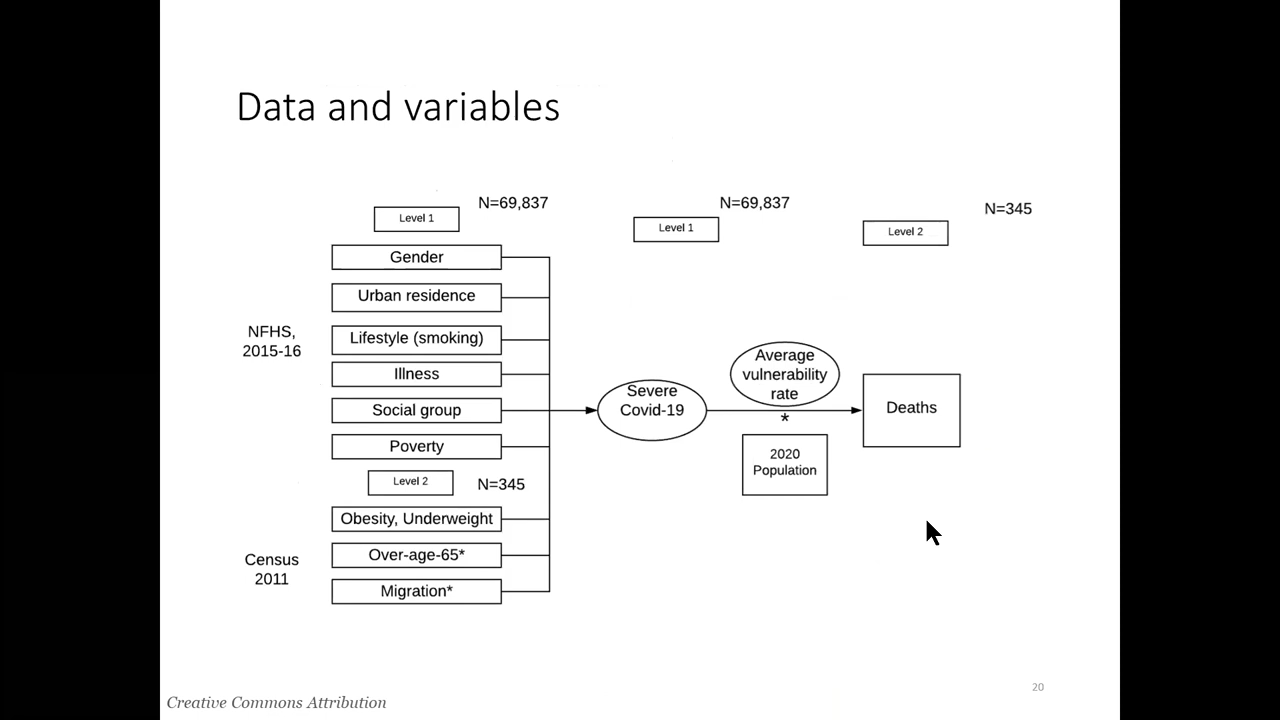 Data and variables
Level 1
N=69,837
Level 1
N=69,837
Level 2
N=345
Gender
Urban residence
NFHS,
2015-16
Lifestyle (smoking)
Illness
Social group
Poverty
Level 2
N=345
Obesity, Underweight
Census
2011
Over-age-65*
Migration*
Severe
Covid-19
Average
vulnerability
rate
*
2020
Population
Deaths
20
Creative Commons Attribution